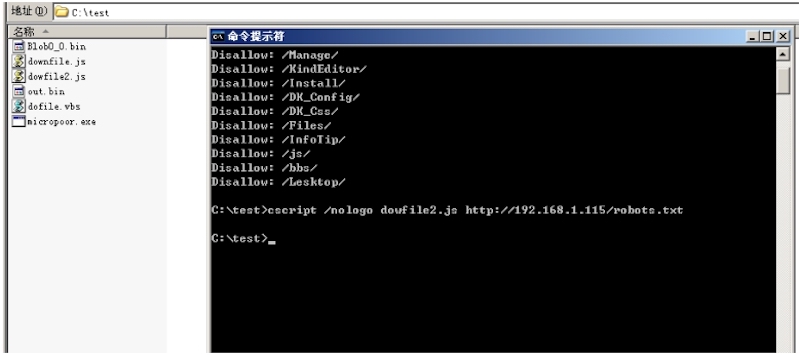 地址(D) C:\test
名称
Blob0_0.bin
downfile.js
dowfile2.js
out.bin
dofile.vbs
micropoor.exe
命令提示符
Disallow: /Manage/
Disallow: /KindEditor/
Disallow: /Install/
Disallow: /DK_Config/
Disallow: /DK_Css/
Disallow: /Files/
Disallow: /InfoTip/
Disallow: /js/
Disallow: /bbs/
Disallow: /Lesktop/
C:\test>cscript /nologo dowfile2.js http://192.168.1.115/robots.txt
C:\test>_